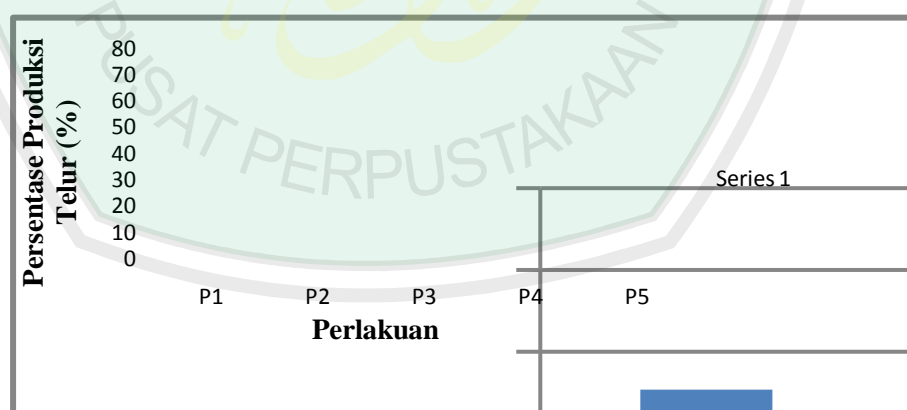 Persentase Produksi
Telur (%)
80
70
60
50
40
30
20
10
0
PUSAT PERPUSTAKAAN
Series 1
P1 P2 P3 P4 P5
Perlakuan